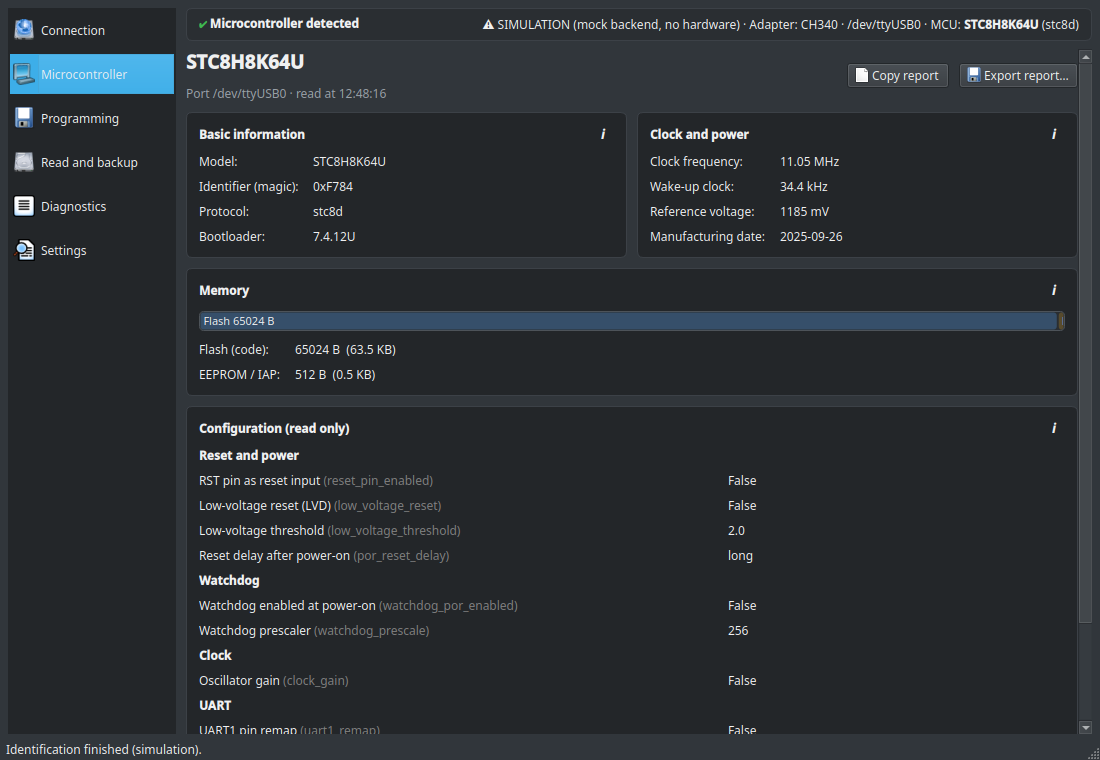 Connection
Microcontroller
Programming
Read and backup
Diagnostics
Settings
✔ Microcontroller detected
⚠ SIMULATION (mock backend, no hardware) · Adapter: CH340 · /dev/ttyUSB0 · MCU: STC8H8K64U (stc8d)
STC8H8K64U
Port /dev/ttyUSB0 · read at 12:48:16
Copy report
Export report...
Basic information
i
Model: STC8H8K64U
Identifier (magic): 0xF784
Protocol: stc8d
Bootloader: 7.4.12U
Clock and power
i
Clock frequency: 11.05 MHz
Wake-up clock: 34.4 kHz
Reference voltage: 1185 mV
Manufacturing date: 2025-09-26
Memory
i
Flash 65024 B
Flash (code): 65024 B (63.5 KB)
EEPROM / IAP: 512 B (0.5 KB)
Configuration (read only)
i
Reset and power
RST pin as reset input (reset_pin_enabled) False
Low-voltage reset (LVD) (low_voltage_reset) False
Low-voltage threshold (low_voltage_threshold) 2.0
Reset delay after power-on (por_reset_delay) long
Watchdog
Watchdog enabled at power-on (watchdog_por_enabled) False
Watchdog prescaler (watchdog_prescale) 256
Clock
Oscillator gain (clock_gain) False
UART
UART1 pin remap (uart1_remap) False
Identification finished (simulation).